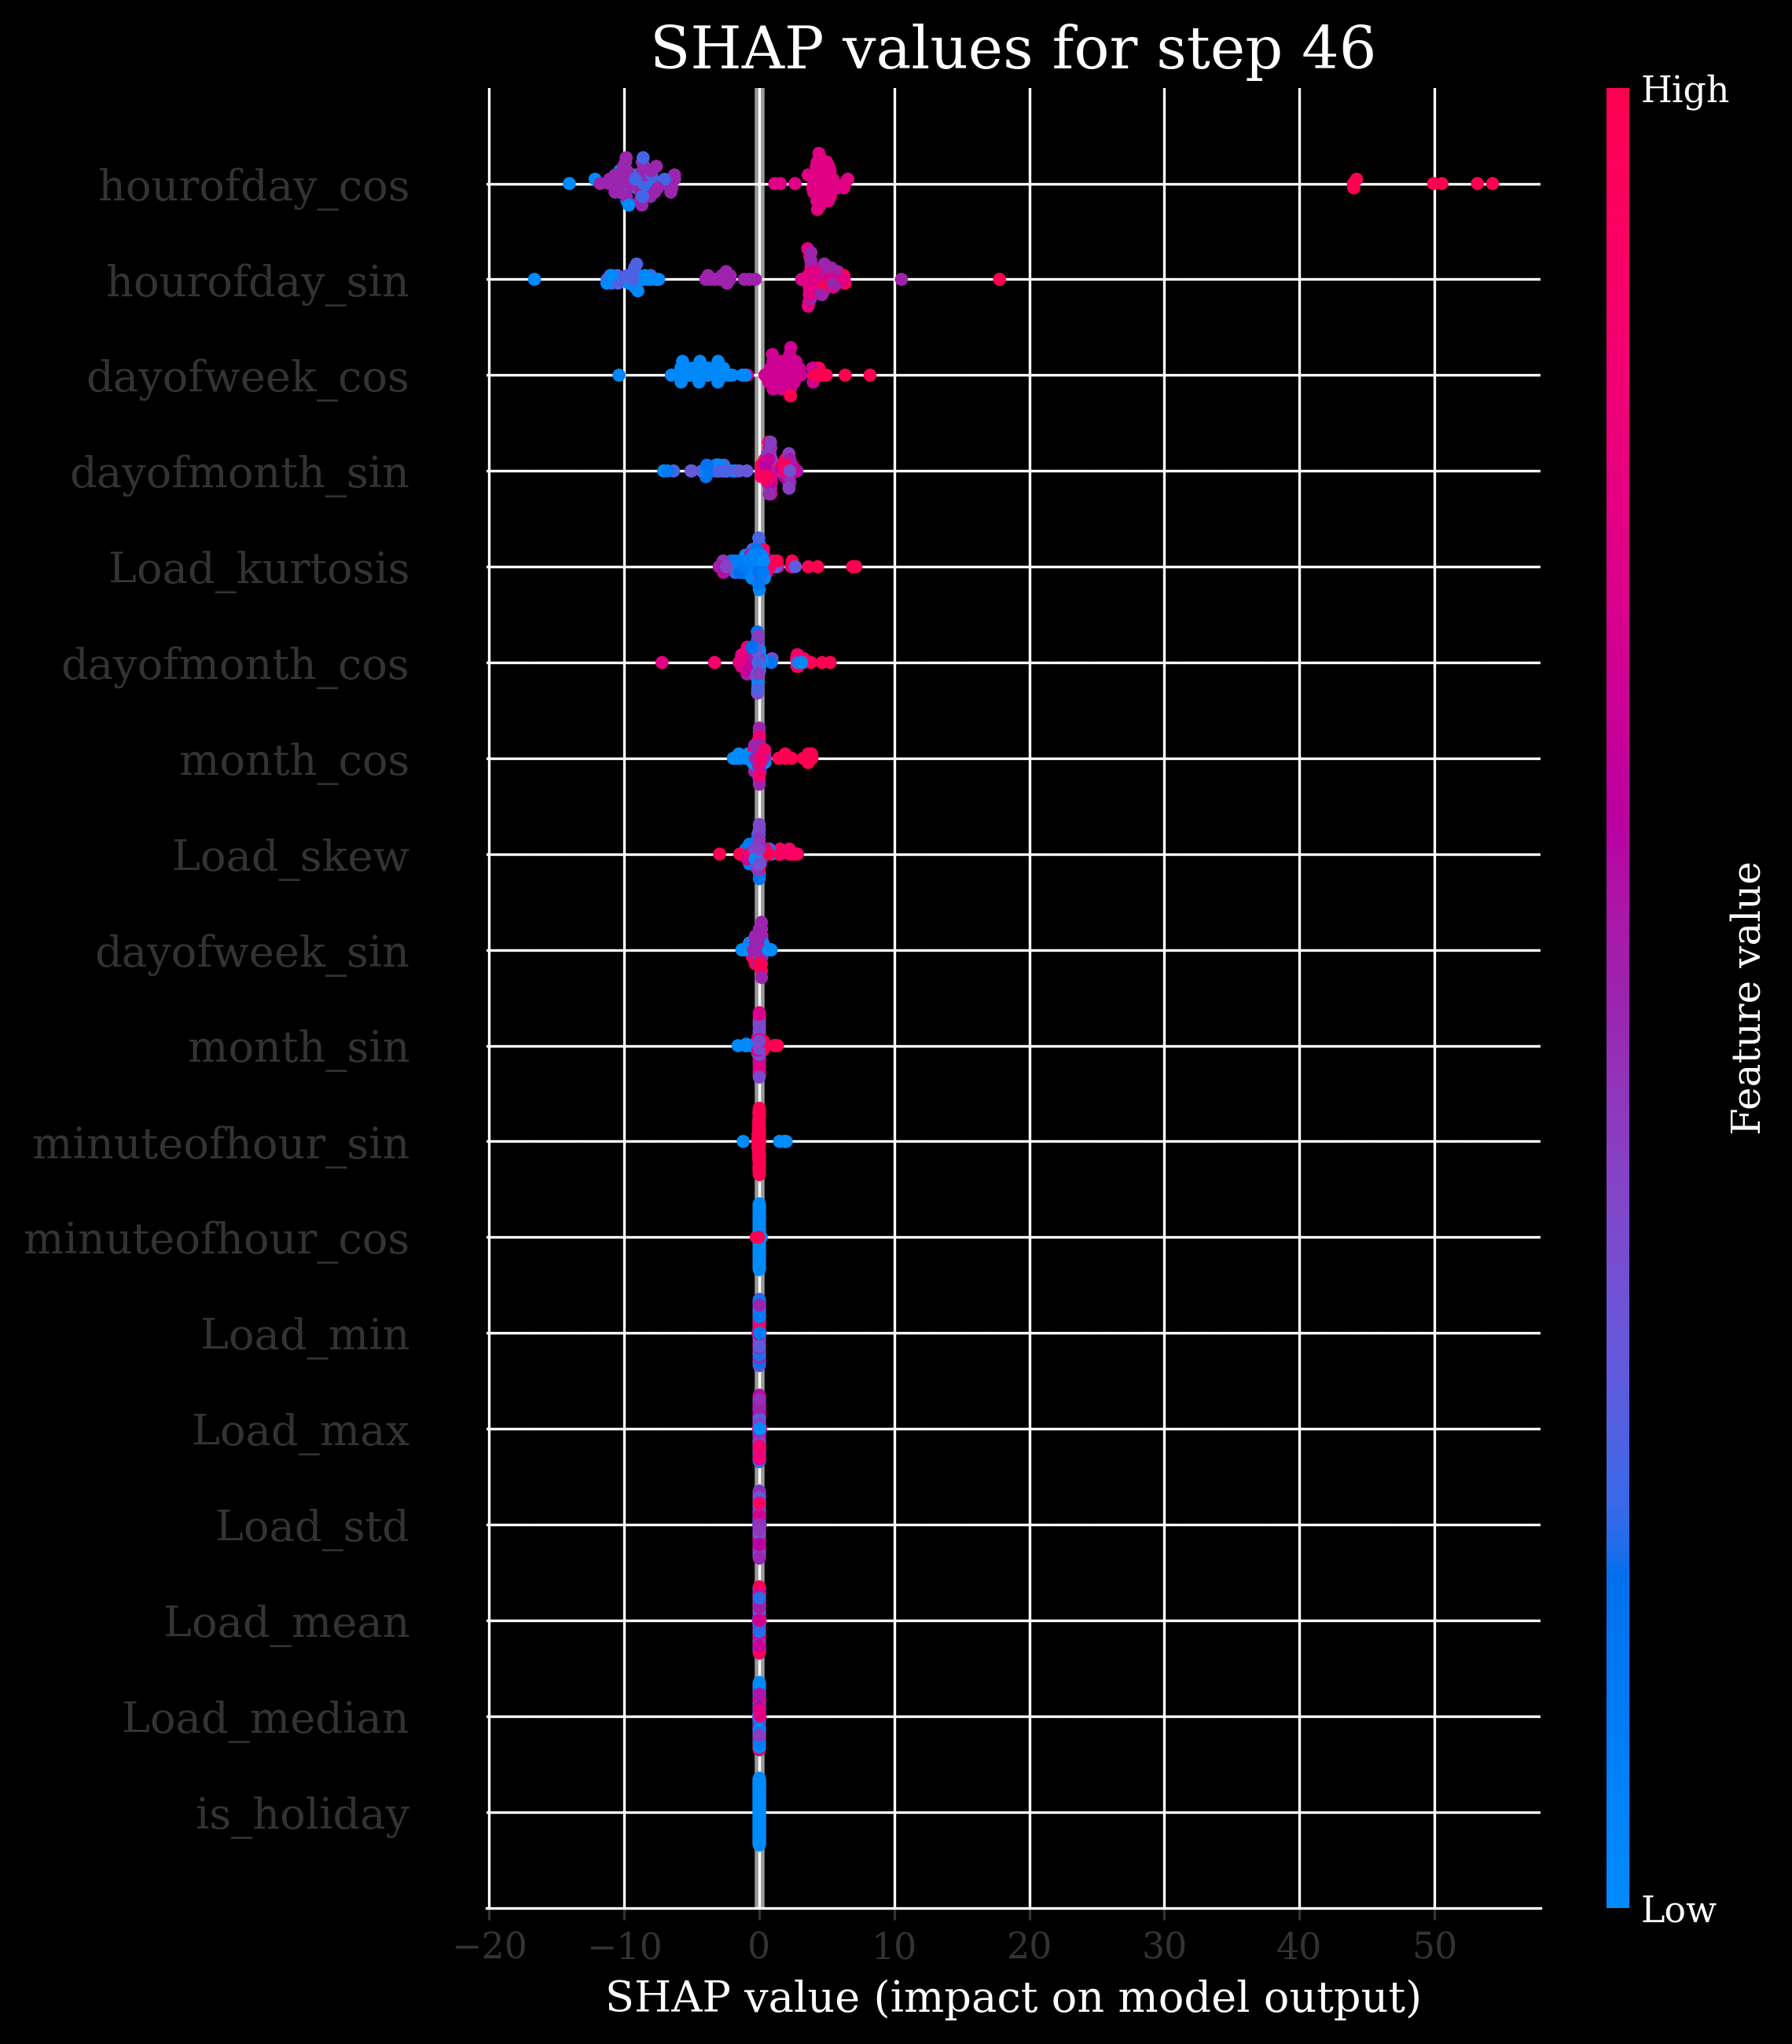 SHAP values for step 46
High
hourofday_cos
hourofday_sin
dayofweek_cos
dayofmonth_sin
Load_kurtosis
dayofmonth_cos
month_cos
Load_skew
dayofweek_sin
month_sin
minuteofhour_sin
minuteofhour_cos
Load_min
Load_max
Load_std
Load_mean
Load_median
is_holiday
Feature value
Low
−20 −10 0 10 20 30 40 50
SHAP value (impact on model output)